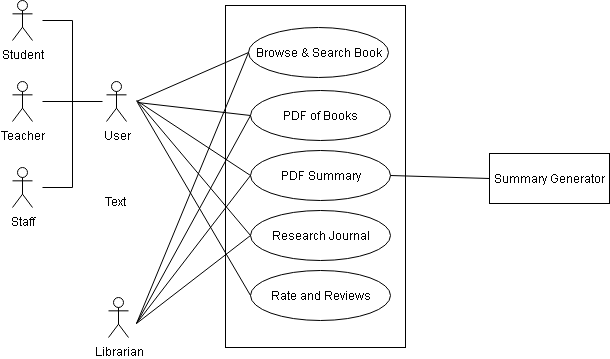 Student
Teacher
Staff
User
Text
Librarian
Browse & Search Book
PDF of Books
PDF Summary
Research Journal
Rate and Reviews
Summary Generator